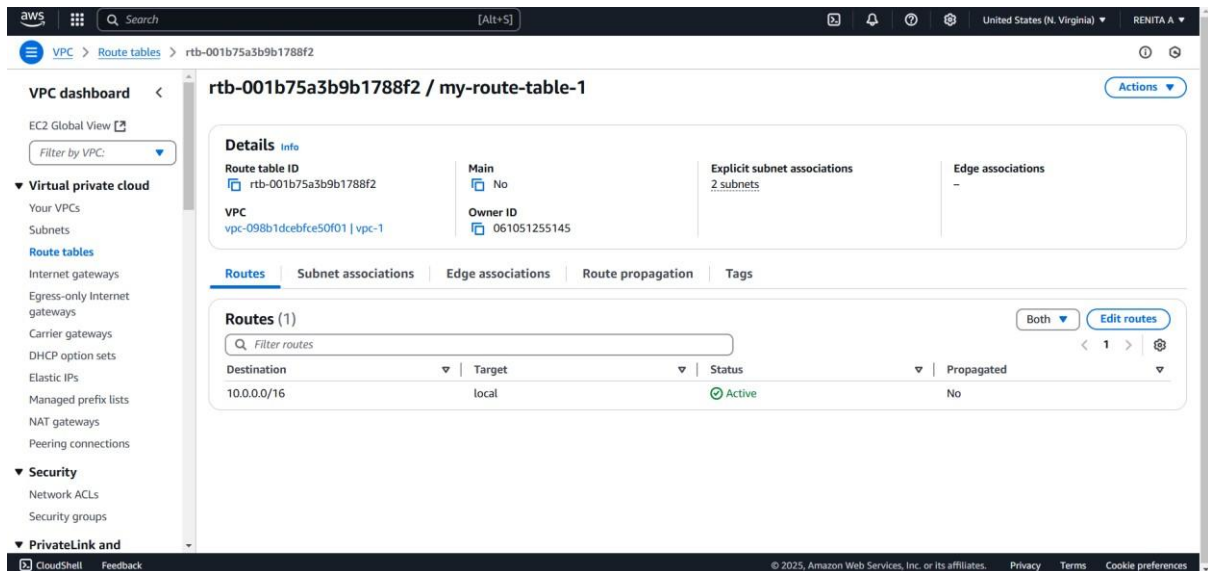 aws
Search [Alt+S] United States (N. Virginia) RENITA A
VPC > Route tables > rtb-001b75a3b9b1788f2
VPC dashboard
EC2 Global View
Filter by VPC:
Virtual private cloud
Your VPCs
Subnets
Route tables
Internet gateways
Egress-only Internet
gateways
Carrier gateways
DHCP option sets
Elastic IPs
Managed prefix lists
NAT gateways
Peering connections
Security
Network ACLs
Security groups
PrivateLink and
rtb-001b75a3b9b1788f2 / my-route-table-1
Actions
Details Info
Route table ID
rtb-001b75a3b9b1788f2
Main
No
Explicit subnet associations
2 subnets
Edge associations
–
VPC
vpc-098b1dcebfce50f01 | vpc-1
Owner ID
061051255145
Routes Subnet associations Edge associations Route propagation Tags
Routes (1)
Both Edit routes
Filter routes
< 1 >
Destination Target Status Propagated
10.0.0.0/16 local Active No
CloudShell Feedback © 2025, Amazon Web Services, Inc. or its affiliates. Privacy Terms Cookie preferences